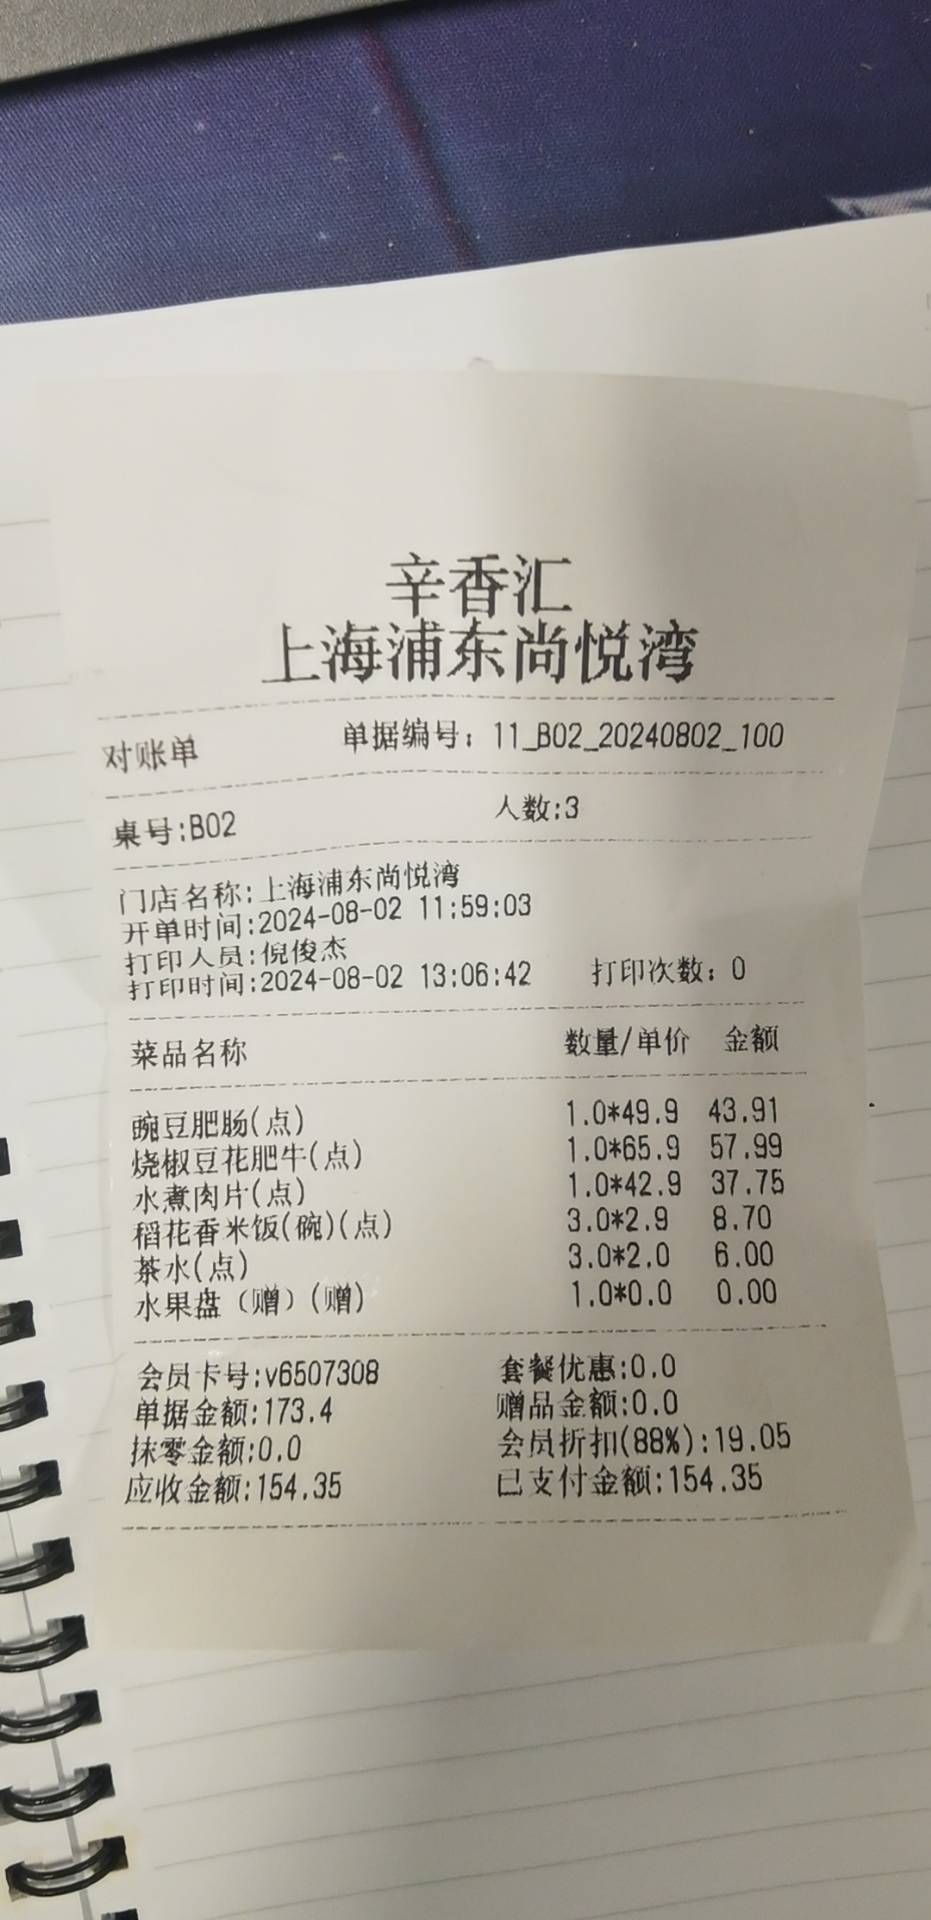 辛香汇
上海浦东尚悦湾
对账单 单据编号：11_B02_20240802_100
桌号:B02 人数:3
门店名称:上海浦东尚悦湾
开单时间:2024-08-02 11:59:03
打印人员:倪俊杰
打印时间:2024-08-02 13:06:42 打印次数：0
菜品名称 数量/单价 金额
豌豆肥肠(点) 1.0*49.9 43.91
烧椒豆花肥牛(点) 1.0*65.9 57.99
水煮肉片(点) 1.0*42.9 37.75
稻花香米饭(碗)(点) 3.0*2.9 8.70
茶水(点) 3.0*2.0 6.00
水果盘（赠）(赠) 1.0*0.0 0.00
会员卡号:v6507308 套餐优惠:0.0
单据金额:173.4 赠品金额:0.0
抹零金额:0.0 会员折扣(88%):19.05
应收金额:154.35 已支付金额:154.35